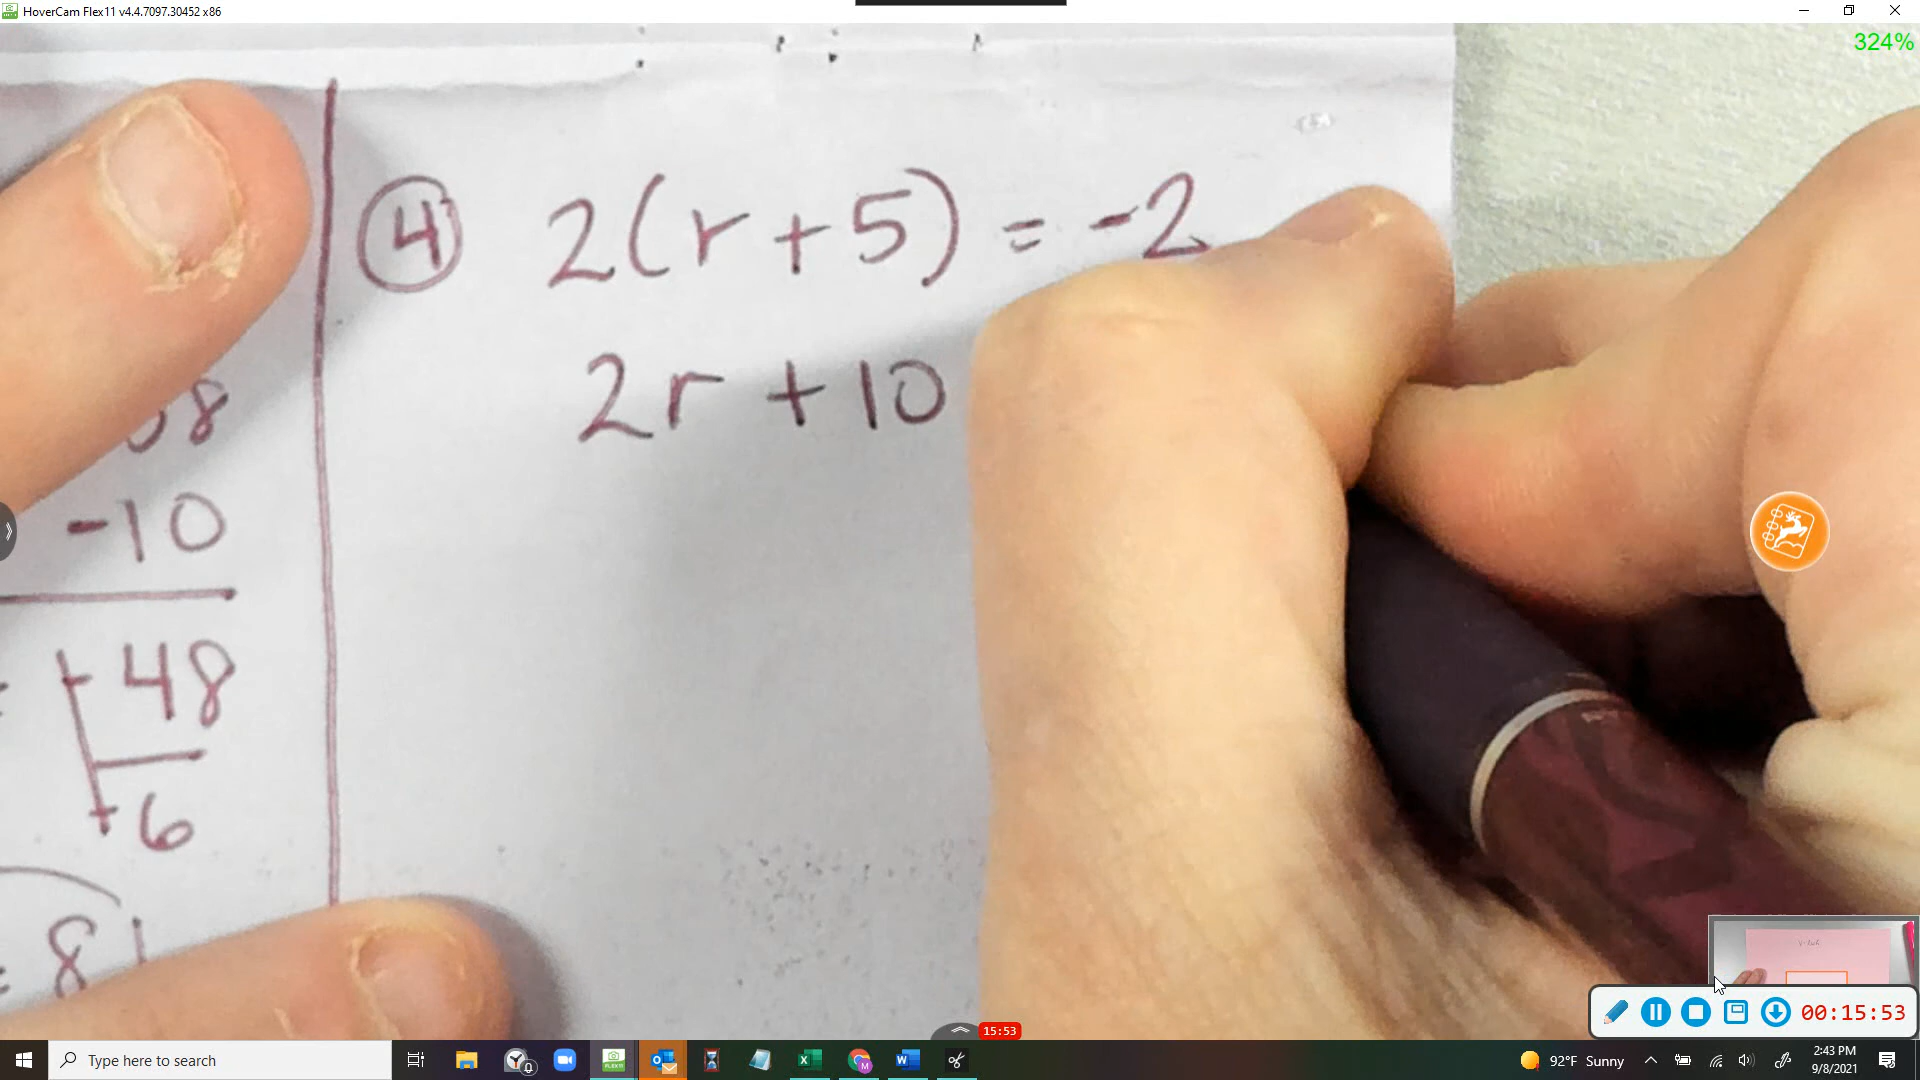 HoverCam Flex11 v4.4.7097.30452 x86
324%
④ 2(r+5) = -2
2r + 10
8
-10
48
6
= 81
15:53
00:15:53
Type here to search
92°F Sunny
2:43 PM
9/8/2021